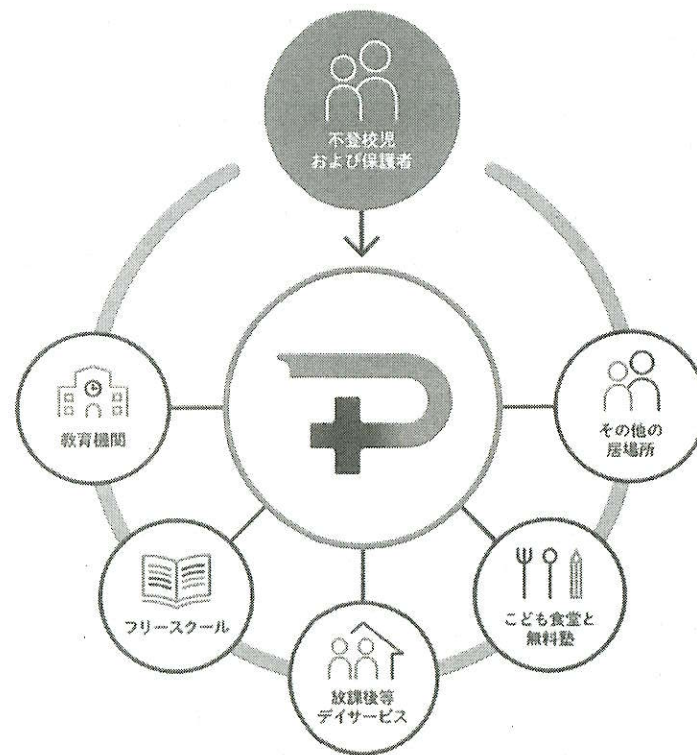 不登校児
および保護者
教育機関
その他の
居場所
フリースクール
こども食堂と
無料塾
放課後等
デイサービス